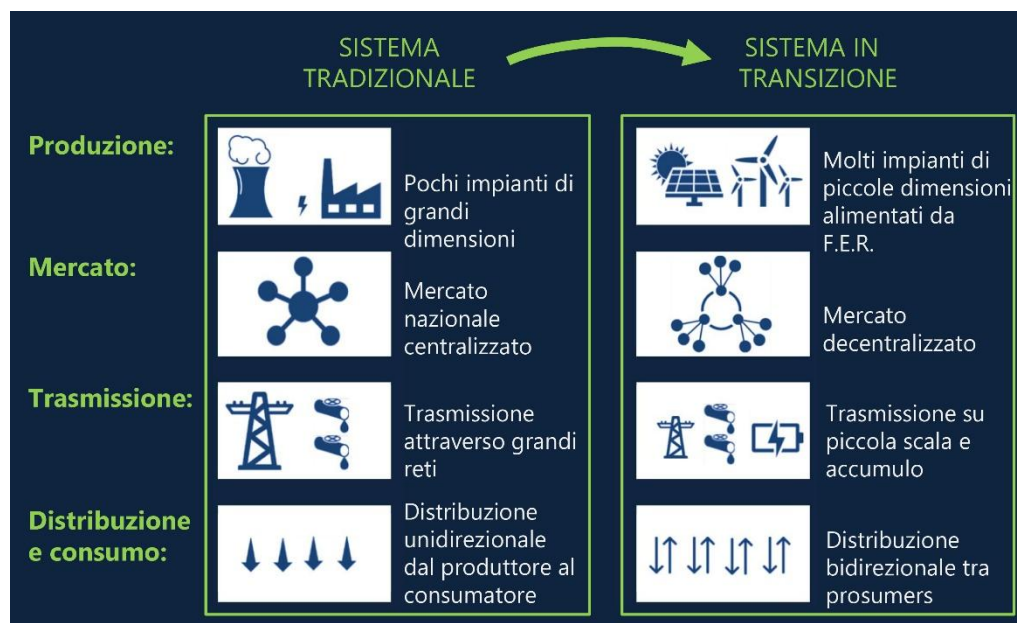 SISTEMA
TRADIZIONALE
SISTEMA IN
TRANSIZIONE
Produzione:
Pochi impianti di
grandi
dimensioni
Molti impianti di
piccole dimensioni
alimentati da
F.E.R.
Mercato:
Mercato
nazionale
centralizzato
Mercato
decentralizzato
Trasmissione:
Trasmissione
attraverso grandi
reti
Trasmissione su
piccola scala e
accumulo
Distribuzione
e consumo:
Distribuzione
unidirezionale
dal produttore al
consumatore
Distribuzione
bidirezionale tra
prosumers